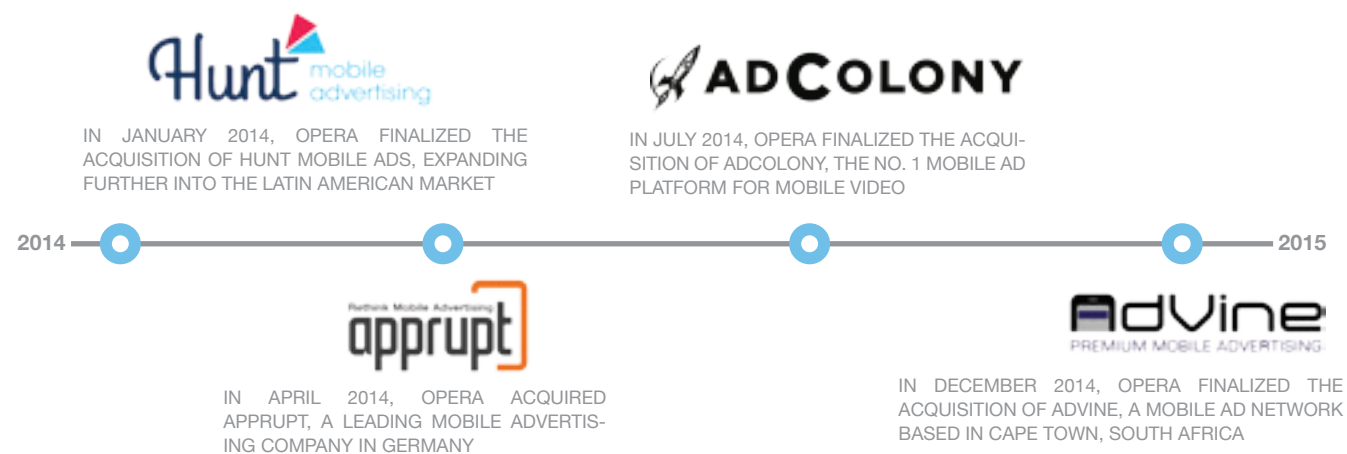 Hunt mobile
advertising
IN JANUARY 2014, OPERA FINALIZED THE
ACQUISITION OF HUNT MOBILE ADS, EXPANDING
FURTHER INTO THE LATIN AMERICAN MARKET
ADCOLONY
IN JULY 2014, OPERA FINALIZED THE ACQUI-
SITION OF ADCOLONY, THE NO. 1 MOBILE AD
PLATFORM FOR MOBILE VIDEO
2014
2015
Rethink Mobile Advertising
apprupt
IN APRIL 2014, OPERA ACQUIRED
APPRUPT, A LEADING MOBILE ADVERTIS-
ING COMPANY IN GERMANY
AdVine
PREMIUM MOBILE ADVERTISING
IN DECEMBER 2014, OPERA FINALIZED THE
ACQUISITION OF ADVINE, A MOBILE AD NETWORK
BASED IN CAPE TOWN, SOUTH AFRICA